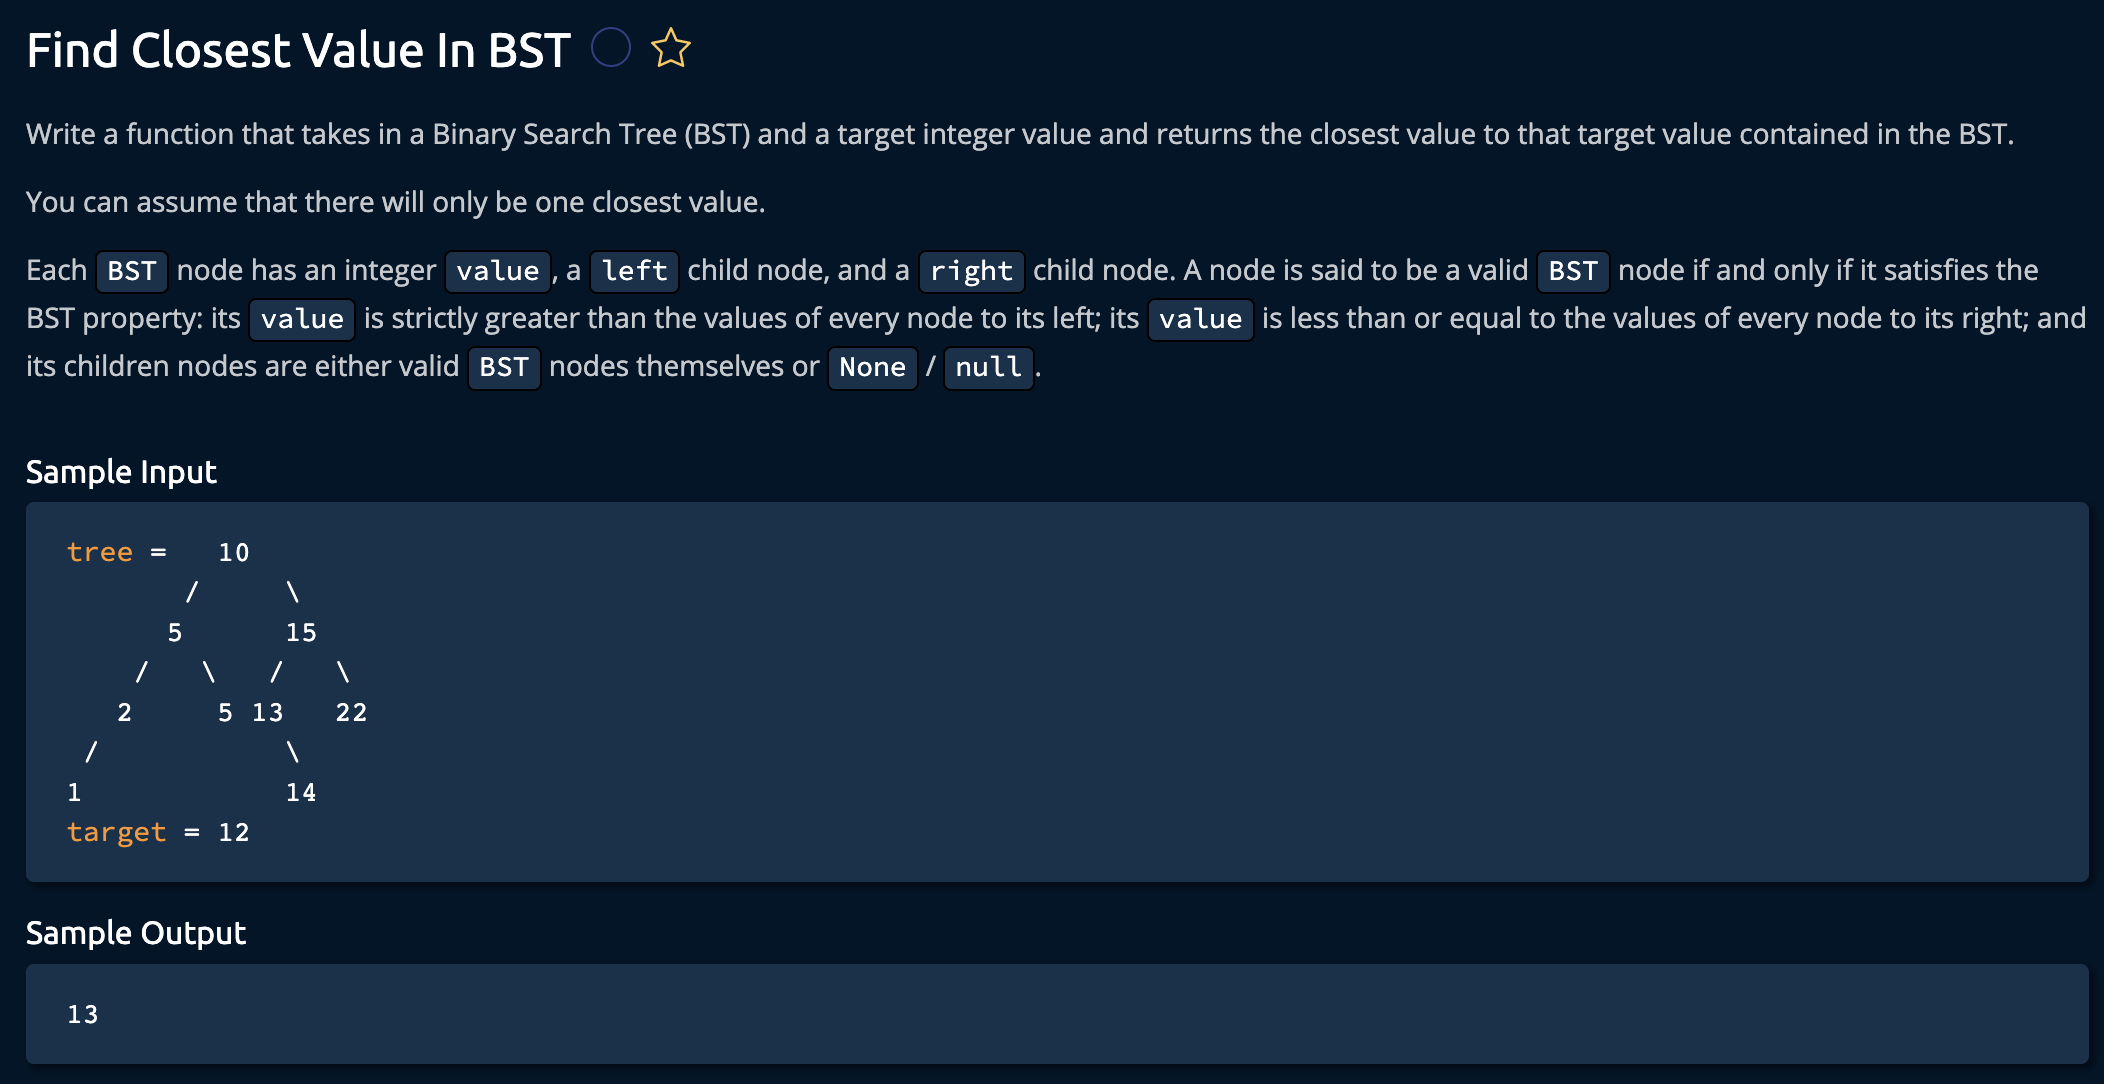 Find Closest Value In BST
Write a function that takes in a Binary Search Tree (BST) and a target integer value and returns the closest value to that target value contained in the BST.
You can assume that there will only be one closest value.
Each BST node has an integer value, a left child node, and a right child node. A node is said to be a valid BST node if and only if it satisfies the
BST property: its value is strictly greater than the values of every node to its left; its value is less than or equal to the values of every node to its right; and
its children nodes are either valid BST nodes themselves or None / null.
Sample Input
tree =   10
       /     \
      5      15
    /   \   /   \
   2     5 13   22
 /           \
1            14
target = 12
Sample Output
13